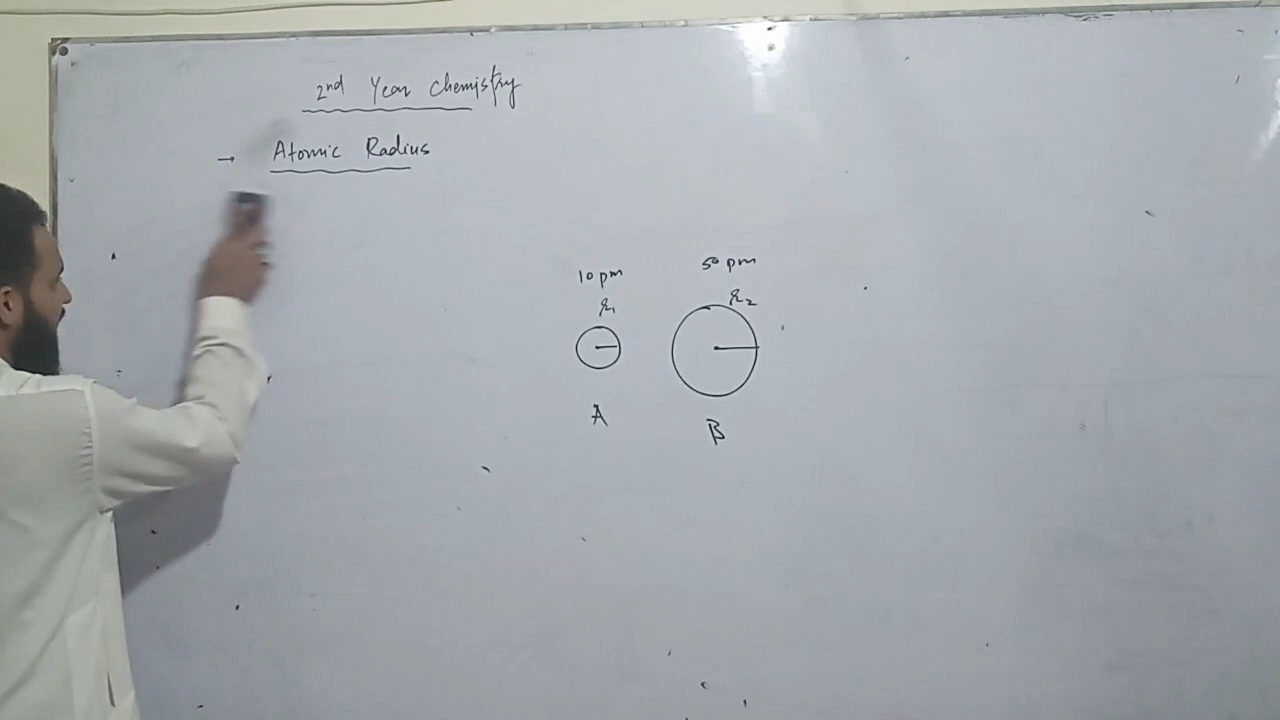 2nd Year Chemistry
→ Atomic Radius
10 pm 50 pm
r1 r2
A B